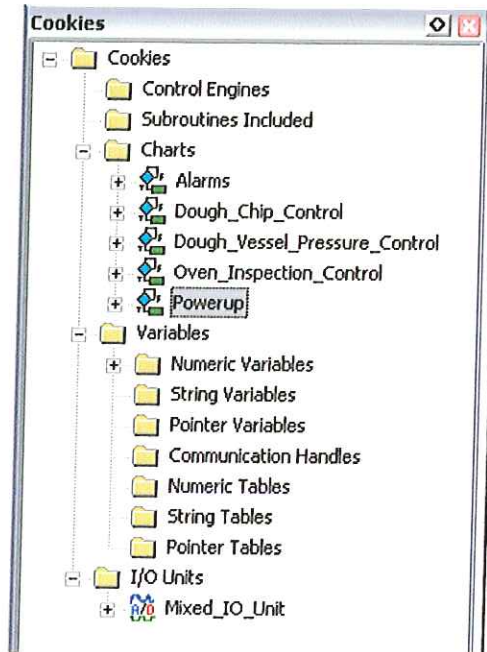 Cookies
Cookies
Control Engines
Subroutines Included
Charts
Alarms
Dough_Chip_Control
Dough_Vessel_Pressure_Control
Oven_Inspection_Control
Powerup
Variables
Numeric Variables
String Variables
Pointer Variables
Communication Handles
Numeric Tables
String Tables
Pointer Tables
I/O Units
Mixed_IO_Unit